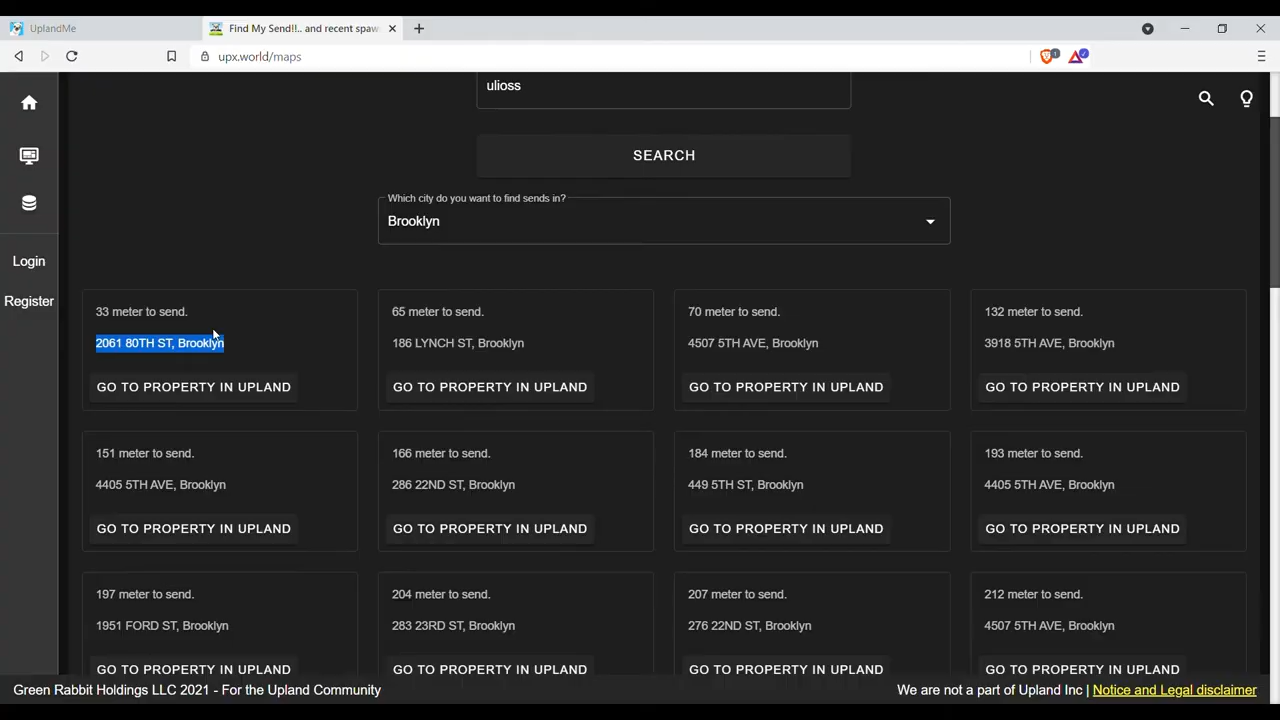 UplandMe
Find My Send!!.. and recent spaw
upx.world/maps
1
ulioss
SEARCH
Which city do you want to find sends in?
Brooklyn
Login
Register
33 meter to send.
2061 80TH ST, Brooklyn
GO TO PROPERTY IN UPLAND
65 meter to send.
186 LYNCH ST, Brooklyn
GO TO PROPERTY IN UPLAND
70 meter to send.
4507 5TH AVE, Brooklyn
GO TO PROPERTY IN UPLAND
132 meter to send.
3918 5TH AVE, Brooklyn
GO TO PROPERTY IN UPLAND
151 meter to send.
4405 5TH AVE, Brooklyn
GO TO PROPERTY IN UPLAND
166 meter to send.
286 22ND ST, Brooklyn
GO TO PROPERTY IN UPLAND
184 meter to send.
449 5TH ST, Brooklyn
GO TO PROPERTY IN UPLAND
193 meter to send.
4405 5TH AVE, Brooklyn
GO TO PROPERTY IN UPLAND
197 meter to send.
1951 FORD ST, Brooklyn
GO TO PROPERTY IN UPLAND
204 meter to send.
283 23RD ST, Brooklyn
GO TO PROPERTY IN UPLAND
207 meter to send.
276 22ND ST, Brooklyn
GO TO PROPERTY IN UPLAND
212 meter to send.
4507 5TH AVE, Brooklyn
GO TO PROPERTY IN UPLAND
Green Rabbit Holdings LLC 2021 - For the Upland Community
We are not a part of Upland Inc | Notice and Legal disclaimer